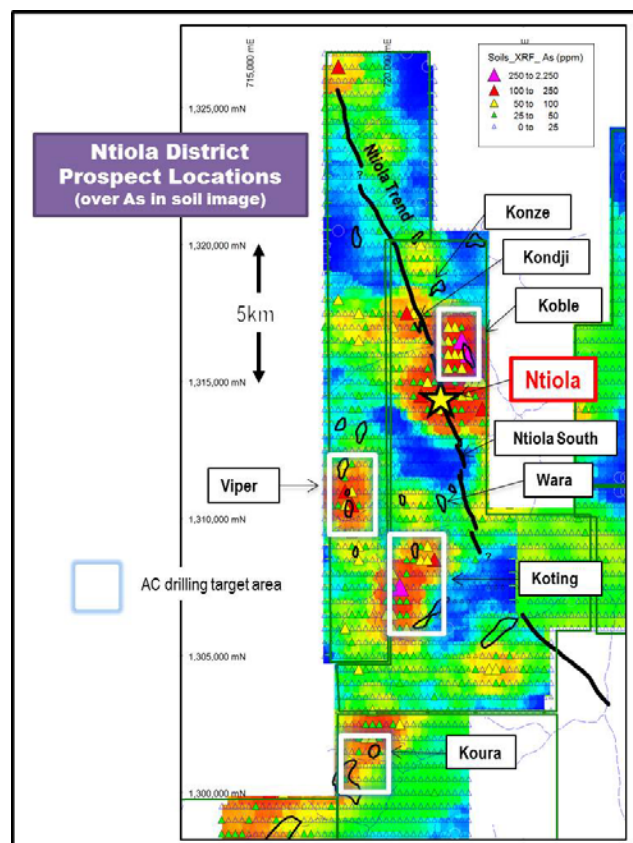 715,000 mE
720,000 mE
Soils_XRF_ As (ppm)
250 to 2,250
100 to 250
50 to 100
25 to 50
0 to 25
1,325,000 mN
Ntiola District
Prospect Locations
(over As in soil image)
Ntiola Trend
?
Konze
1,320,000 mN
Kondji
Koble
5km
1,315,000 mN
Ntiola
Ntiola South
Viper
Wara
1,310,000 mN
?
AC drilling target area
Koting
1,305,000 mN
Koura
1,300,000 mN